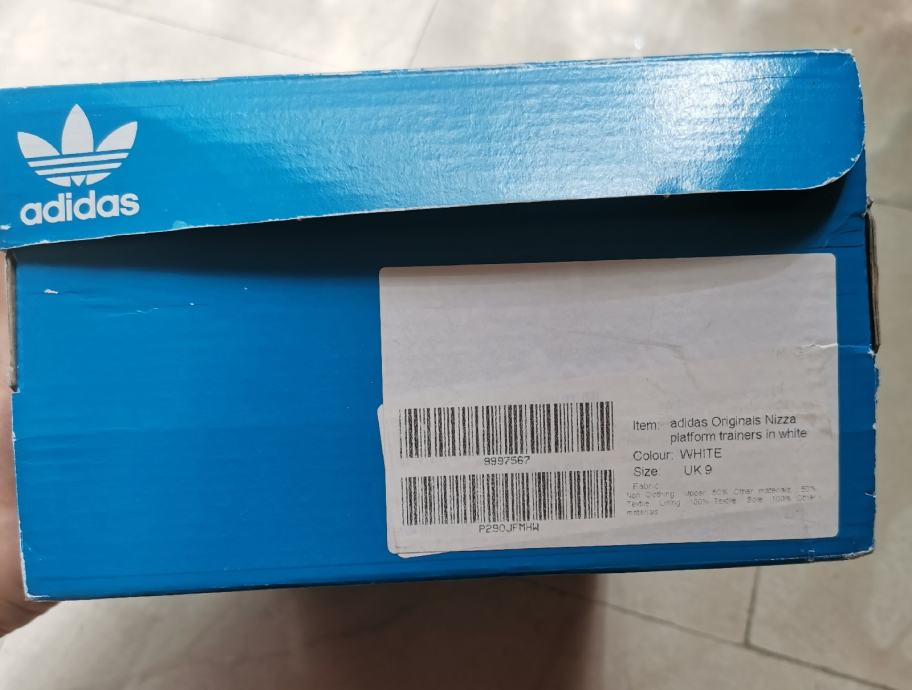 adidas
9997567
P290JFMHW
Item: adidas Originals Nizza
platform trainers in white
Colour: WHITE
Size: UK 9
Fabric
Non Clothing Upper 50% Other materials, 50%
Textile Lining 100% Textile Sole 100% Other
materials